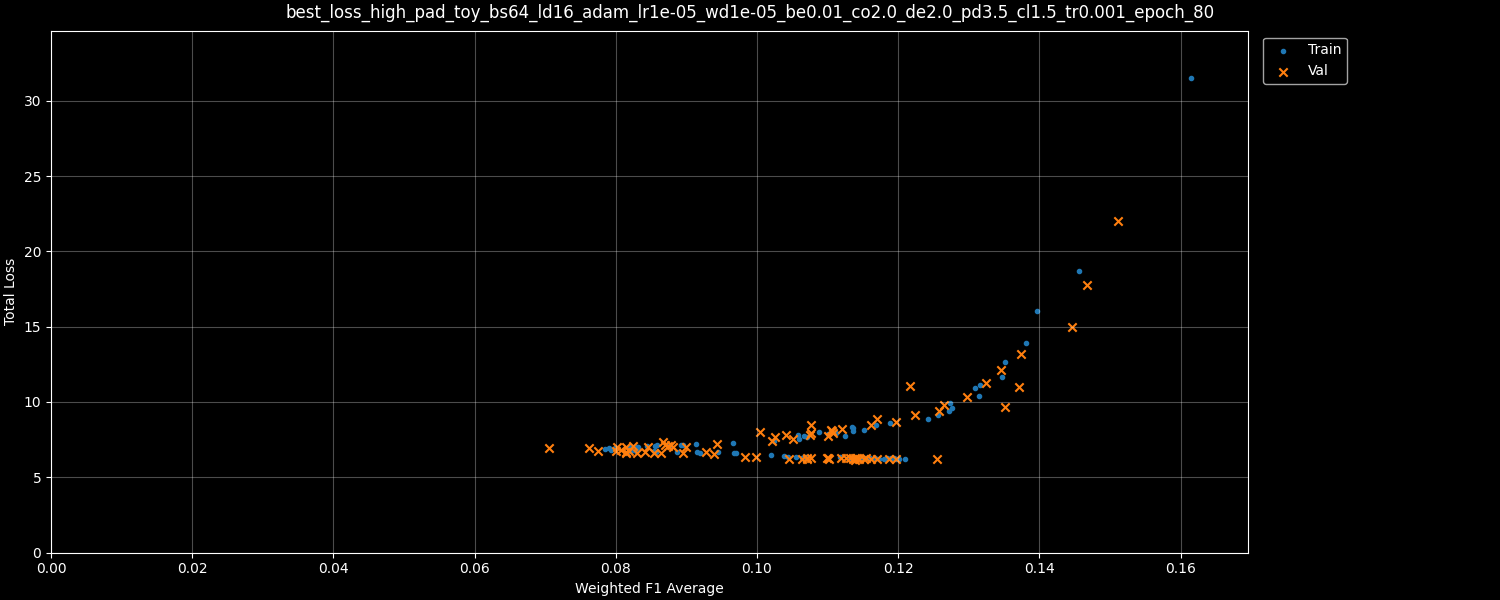 best_loss_high_pad_toy_bs64_ld16_adam_lr1e-05_wd1e-05_be0.01_co2.0_de2.0_pd3.5_cl1.5_tr0.001_epoch_80
Train
Val
30
25
20
15
10
5
0
Total Loss
0.00 0.02 0.04 0.06 0.08 0.10 0.12 0.14 0.16
Weighted F1 Average